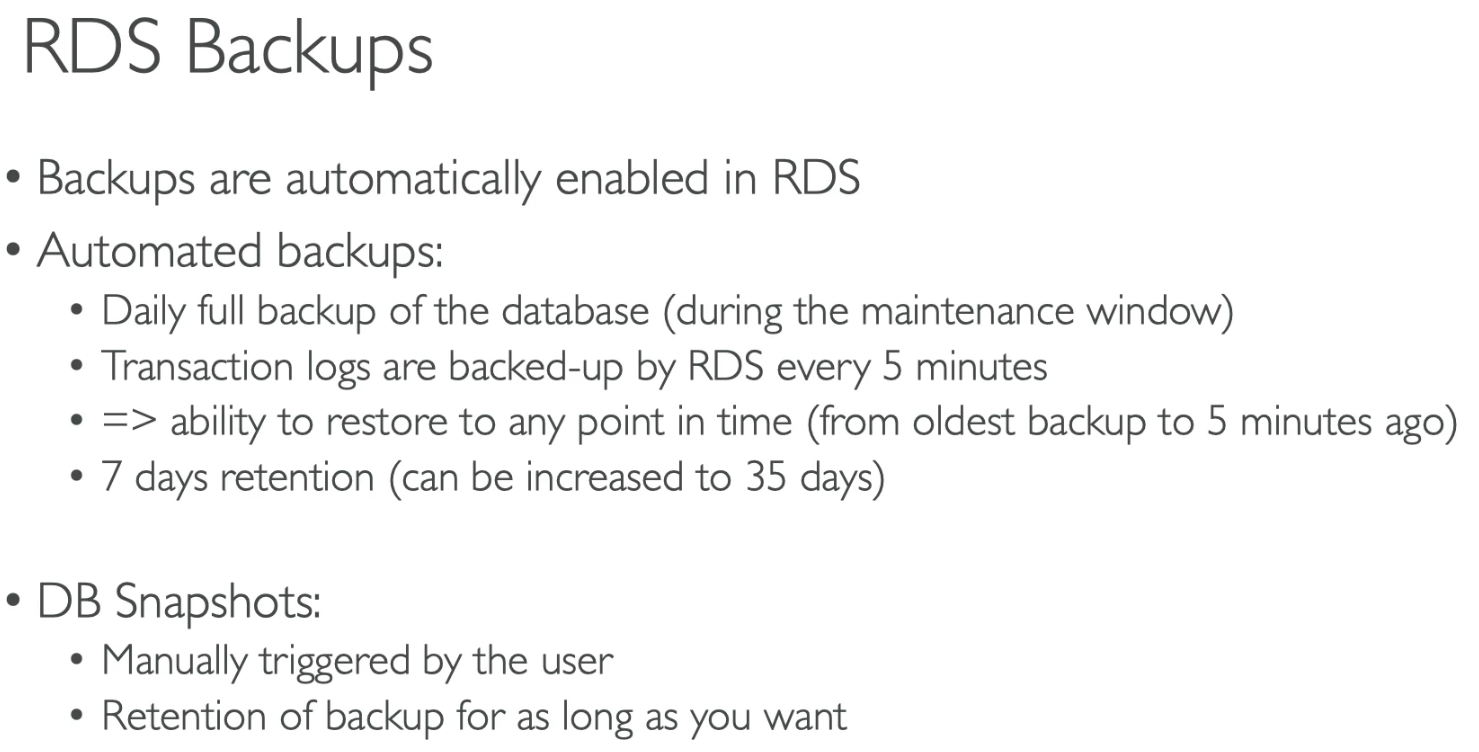 RDS Backups
• Backups are automatically enabled in RDS
• Automated backups:
• Daily full backup of the database (during the maintenance window)
• Transaction logs are backed-up by RDS every 5 minutes
• => ability to restore to any point in time (from oldest backup to 5 minutes ago)
• 7 days retention (can be increased to 35 days)
• DB Snapshots:
• Manually triggered by the user
• Retention of backup for as long as you want